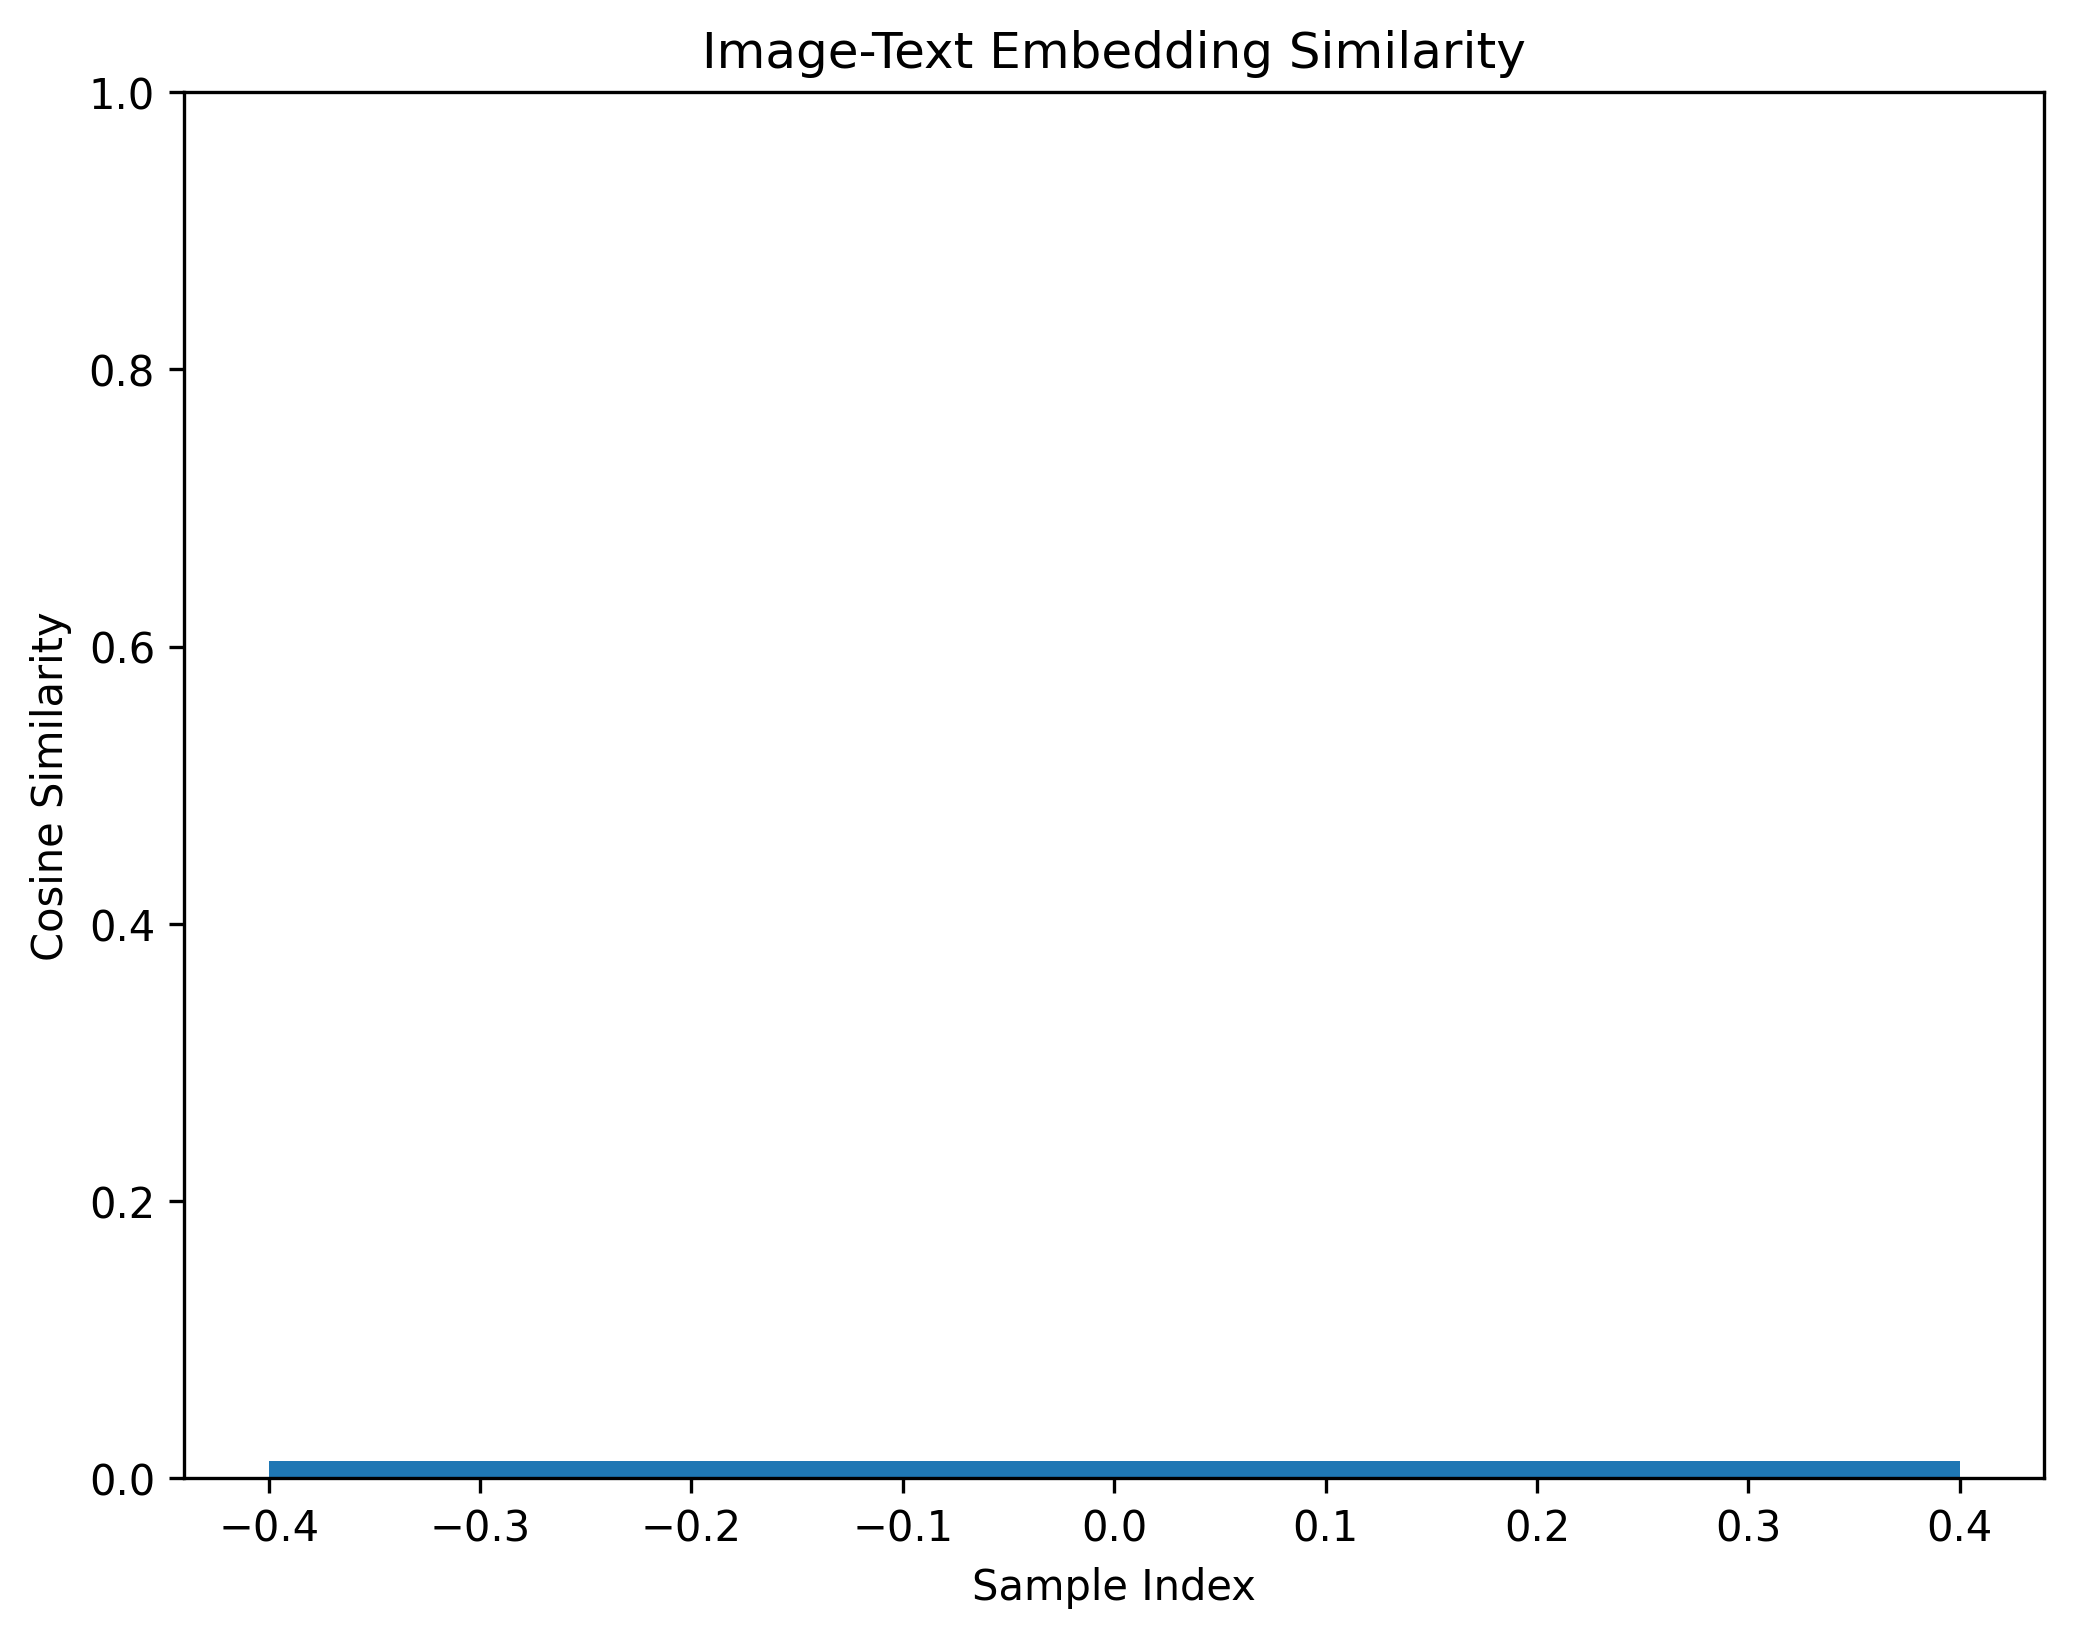 Image-Text Embedding Similarity
1.0
0.8
0.6
0.4
0.2
0.0
Cosine Similarity
−0.4 −0.3 −0.2 −0.1 0.0 0.1 0.2 0.3 0.4
Sample Index